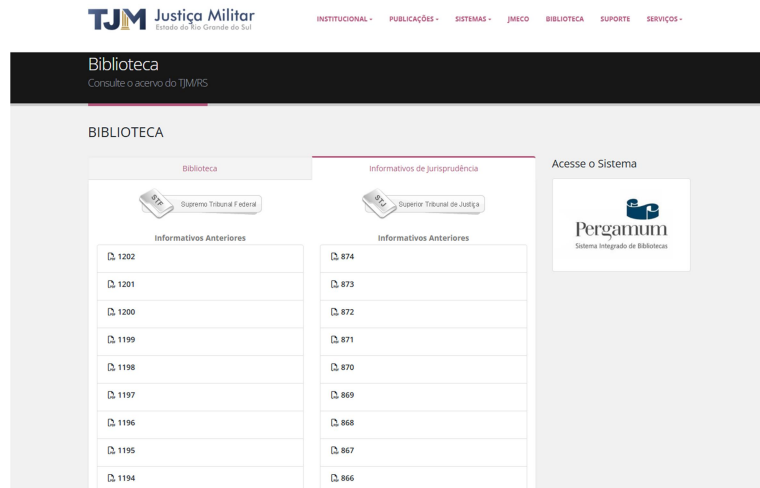 TJM Justiça Militar
Estado do Rio Grande do Sul
INSTITUCIONAL PUBLICAÇÕES SISTEMAS JMECO BIBLIOTECA SUPORTE SERVIÇOS
Biblioteca
Consulte o acervo do TJM/RS
BIBLIOTECA
Biblioteca
Informativos de Jurisprudência
STF Supremo Tribunal Federal
Informativos Anteriores
1202
1201
1200
1199
1198
1197
1196
1195
1194
STJ Superior Tribunal de Justiça
Informativos Anteriores
874
873
872
871
870
869
868
867
866
Acesse o Sistema
Pergamum
Sistema Integrado de Bibliotecas